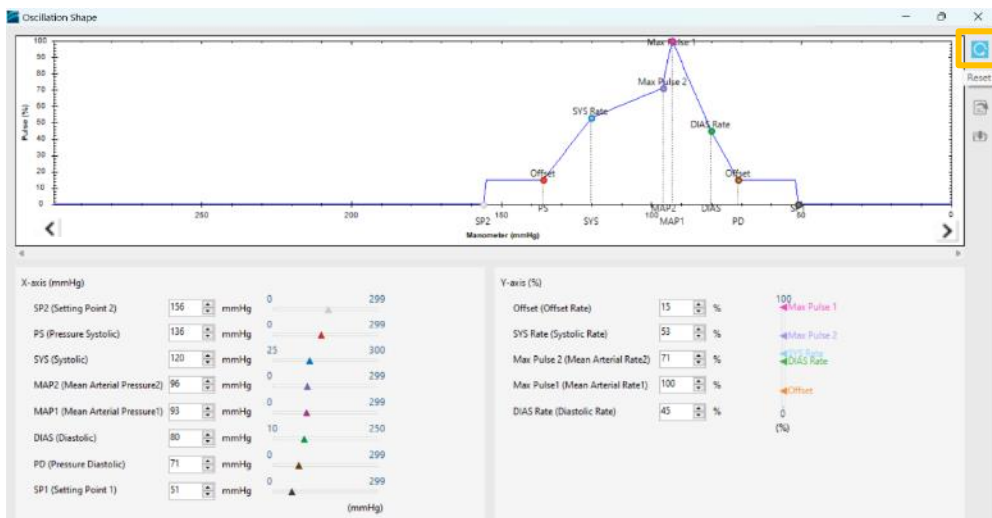 Oscillation Shape
100
90
80
70
60
50
40
30
20
10
0
Pulse (%)
Max Pulse 1
Max Pulse 2
SYS Rate
DIAS Rate
Offset
Offset
250
200
150
100
50
0
SP2
PS
SYS
MAP2
MAP1
DIAS
PD
SP1
Manometer (mmHg)
Reset
X-axis (mmHg)
SP2 (Setting Point 2) 156 mmHg 0 299
PS (Pressure Systolic) 136 mmHg 0 299
SYS (Systolic) 120 mmHg 25 300
MAP2 (Mean Arterial Pressure2) 96 mmHg 0 299
MAP1 (Mean Arterial Pressure1) 93 mmHg 0 299
DIAS (Diastolic) 80 mmHg 10 250
PD (Pressure Diastolic) 71 mmHg 0 299
SP1 (Setting Point 1) 51 mmHg 0 299
(mmHg)
Y-axis (%)
Offset (Offset Rate) 15 %
SYS Rate (Systolic Rate) 53 %
Max Pulse 2 (Mean Arterial Rate2) 71 %
Max Pulse1 (Mean Arterial Rate1) 100 %
DIAS Rate (Diastolic Rate) 45 %
100
Max Pulse 1
Max Pulse 2
SYS Rate
DIAS Rate
Offset
0
(%)